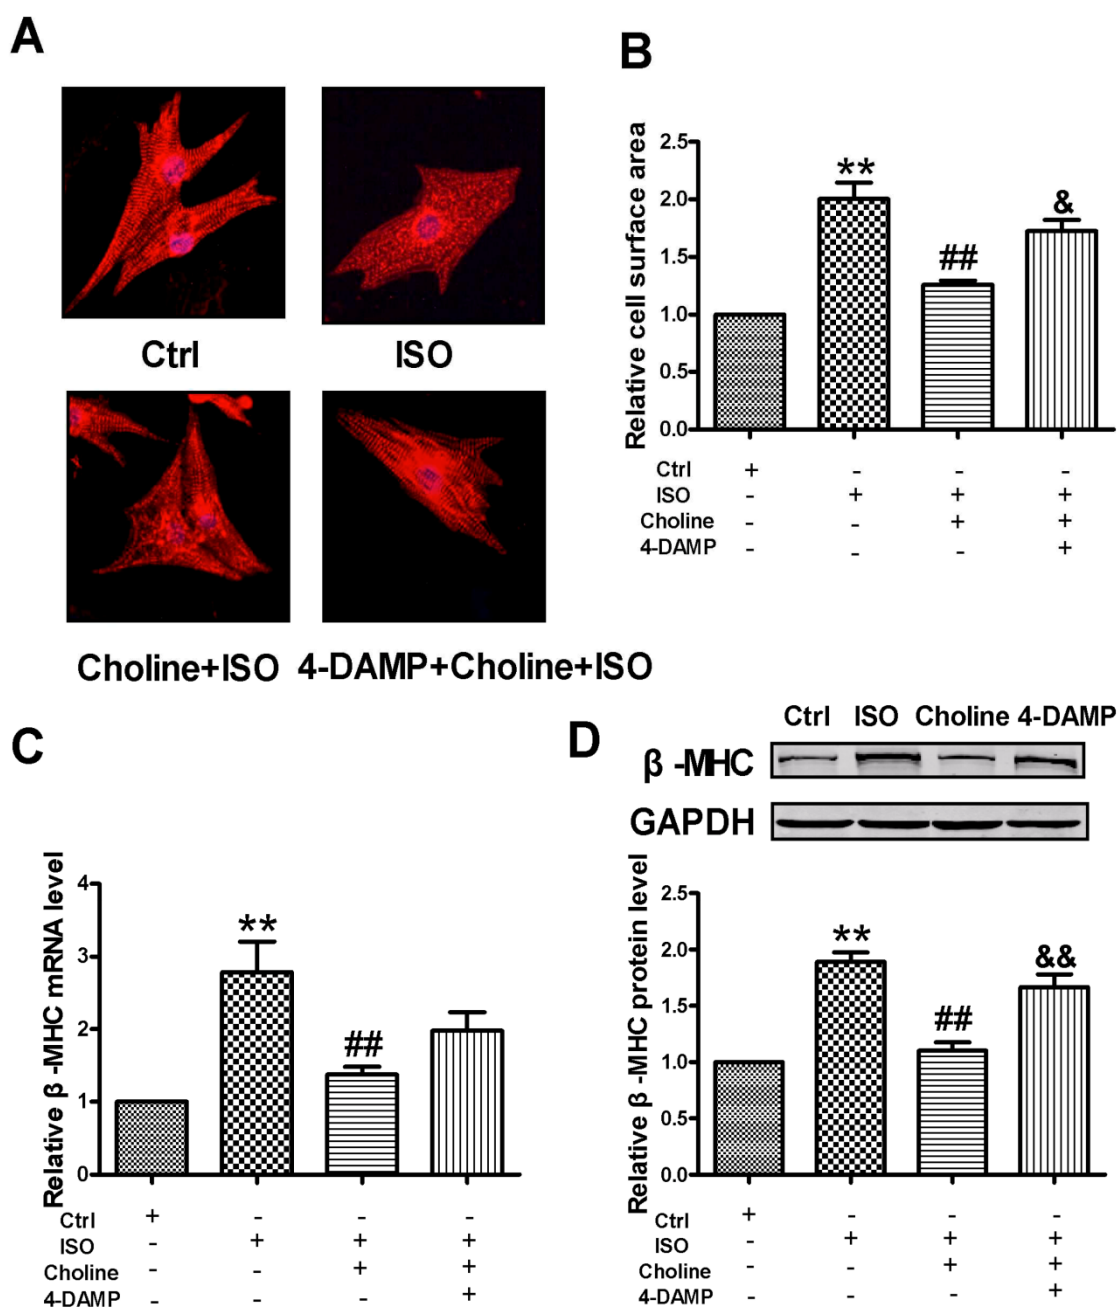 A
Ctrl
ISO
Choline+ISO
4-DAMP+Choline+ISO
B
Relative cell surface area
2.5
2.0
1.5
1.0
0.5
0.0
**
##
&
Ctrl + - - -
ISO - + + +
Choline - - + +
4-DAMP - - - +
C
Relative β -MHC mRNA level
4
3
2
1
0
**
##
Ctrl + - - -
ISO - + + +
Choline - - + +
4-DAMP - - - +
D
Ctrl ISO Choline 4-DAMP
β -MHC
GAPDH
Relative β -MHC protein level
2.5
2.0
1.5
1.0
0.5
0.0
**
##
&&
Ctrl + - - -
ISO - + + +
Choline - - + +
4-DAMP - - - +